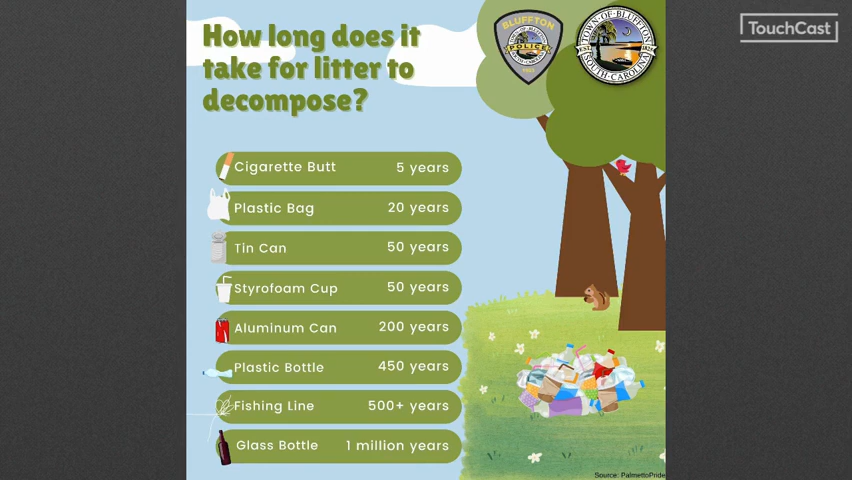 How long does it
take for litter to
decompose?
BLUFFTON
POLICE
TOWN OF BLUFFTON
SOUTH CAROLINA
TouchCast
Cigarette Butt 5 years
Plastic Bag 20 years
Tin Can 50 years
Styrofoam Cup 50 years
Aluminum Can 200 years
Plastic Bottle 450 years
Fishing Line 500+ years
Glass Bottle 1 million years
Source: PalmettoPride